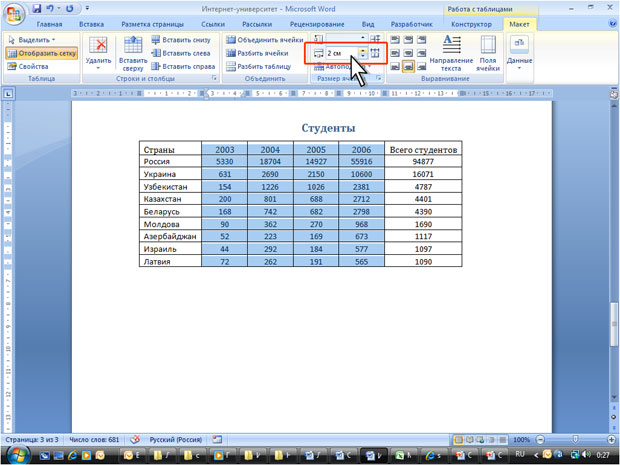 Интернет-университет - Microsoft Word
Работа с таблицами
Главная Вставка Разметка страницы Ссылки Рассылки Рецензирование Вид Разработчик Конструктор Макет
Выделить
Отобразить сетку
Свойства
Таблица
Удалить
Вставить сверху
Вставить снизу
Вставить слева
Вставить справа
Строки и столбцы
Объединить ячейки
Разбить ячейки
Разбить таблицу
Объединить
2 см
Размер
Направление текста
Поля ячейки
Выравнивание
Данные
Студенты
Страны 2003 2004 2005 2006 Всего студентов
Россия 5330 18704 14927 55916 94877
Украина 631 2690 2150 10600 16071
Узбекистан 154 1226 1026 2381 4787
Казахстан 200 801 688 2712 4401
Беларусь 168 742 682 2798 4390
Молдова 90 362 270 968 1690
Азербайджан 52 223 169 673 1117
Израиль 44 292 184 577 1097
Латвия 72 262 191 565 1090
Страница: 3 из 3 Число слов: 681 Русский (Россия) 100%
RU 0:27